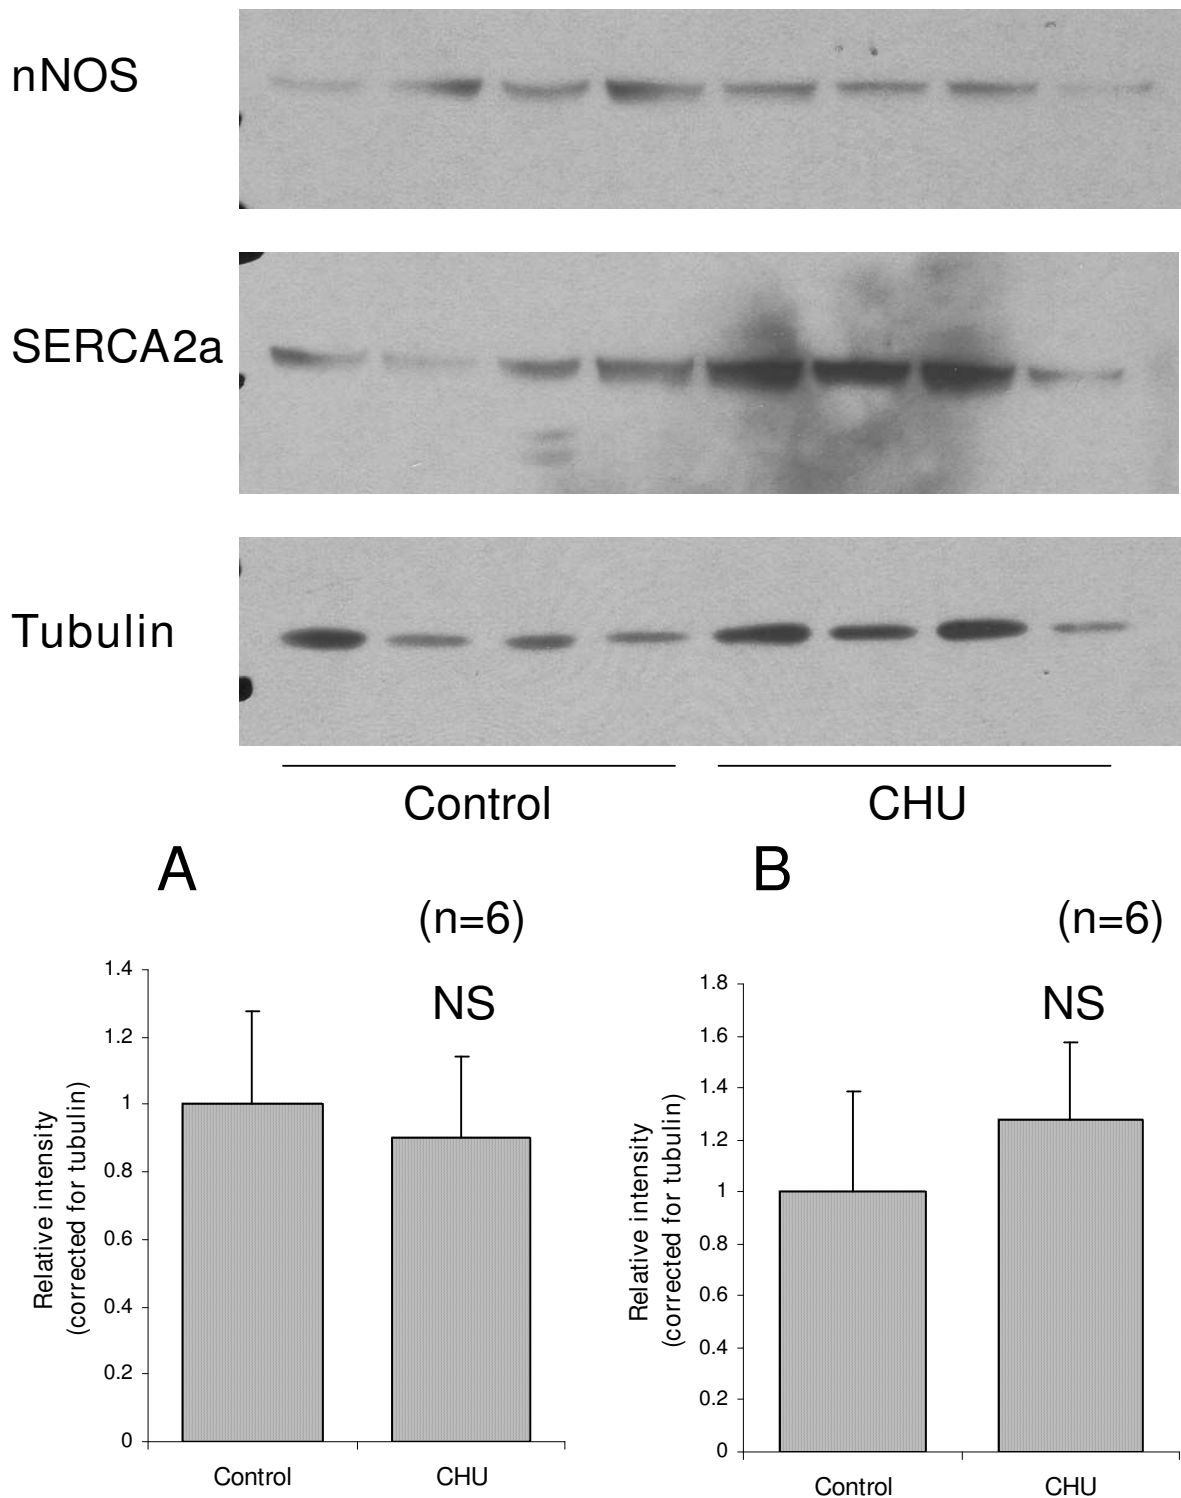 nNOS
SERCA2a
Tubulin
Control CHU
A
(n=6)
NS
1.4
1.2
1
0.8
0.6
0.4
0.2
0
Relative intensity
(corrected for tubulin)
Control CHU
B
(n=6)
NS
1.8
1.6
1.4
1.2
1
0.8
0.6
0.4
0.2
0
Relative intensity
(corrected for tubulin)
Control CHU